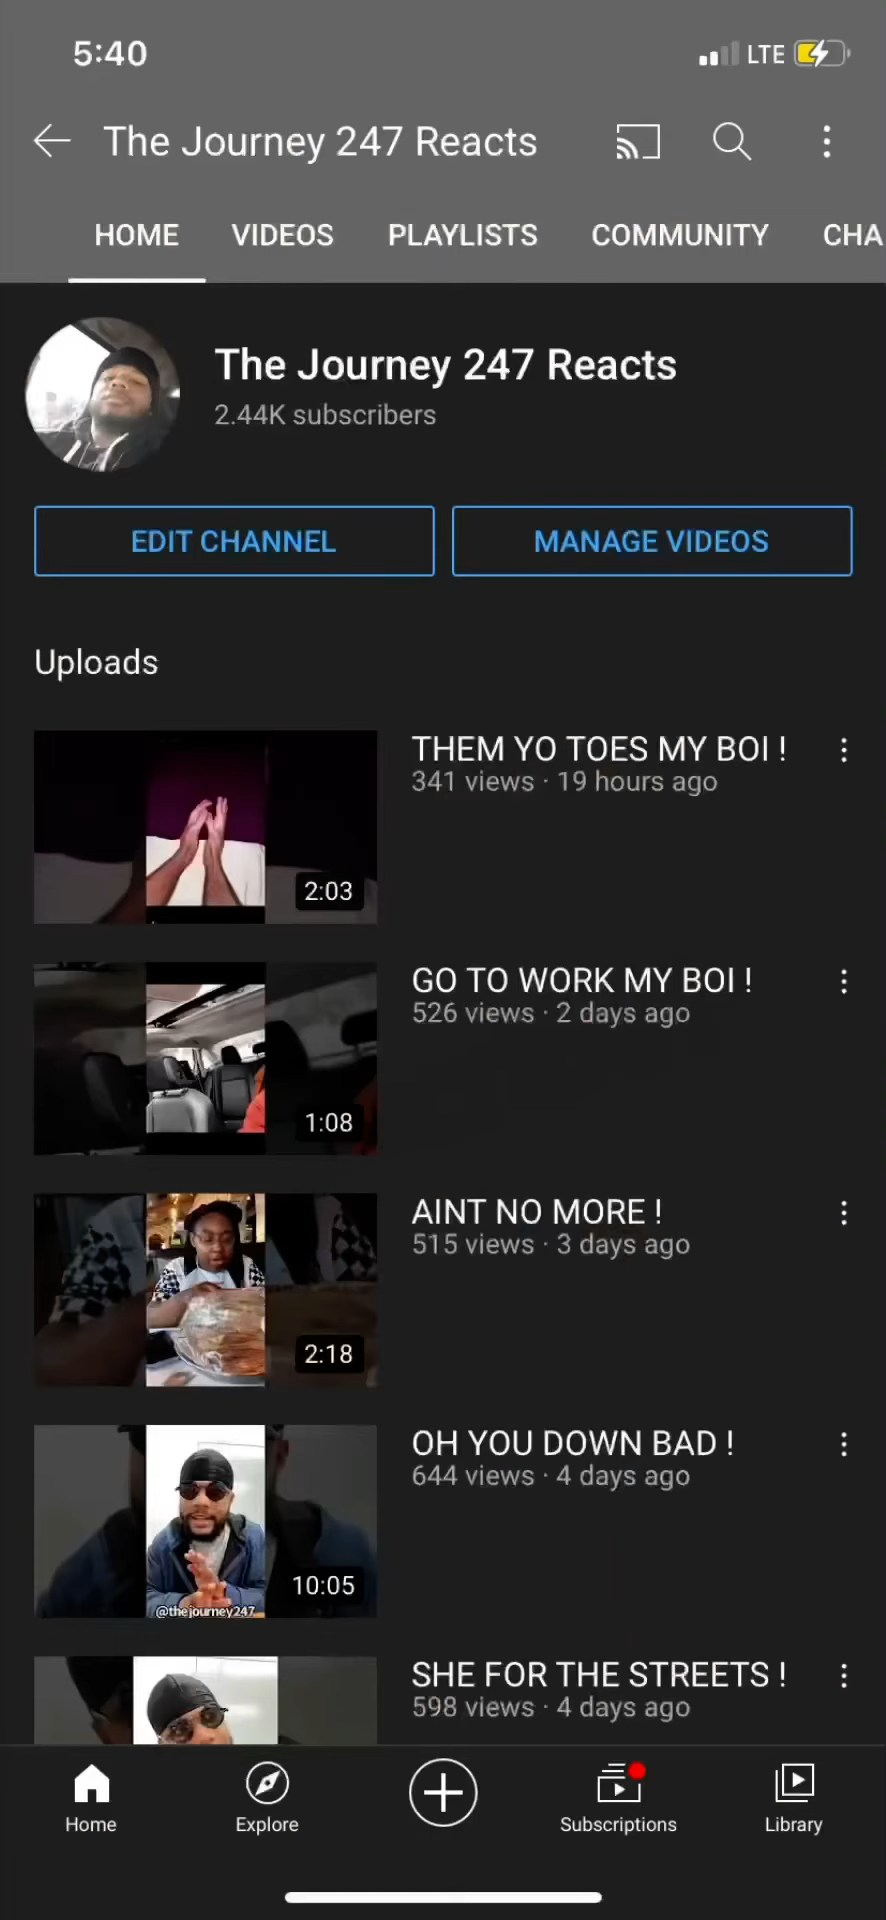 5:40
LTE
The Journey 247 Reacts
HOME VIDEOS PLAYLISTS COMMUNITY CHA
The Journey 247 Reacts
2.44K subscribers
EDIT CHANNEL
MANAGE VIDEOS
Uploads
THEM YO TOES MY BOI !
341 views · 19 hours ago
2:03
GO TO WORK MY BOI !
526 views · 2 days ago
1:08
AINT NO MORE !
515 views · 3 days ago
2:18
OH YOU DOWN BAD !
644 views · 4 days ago
10:05
@thejourney247
SHE FOR THE STREETS !
598 views · 4 days ago
Home
Explore
Subscriptions
Library